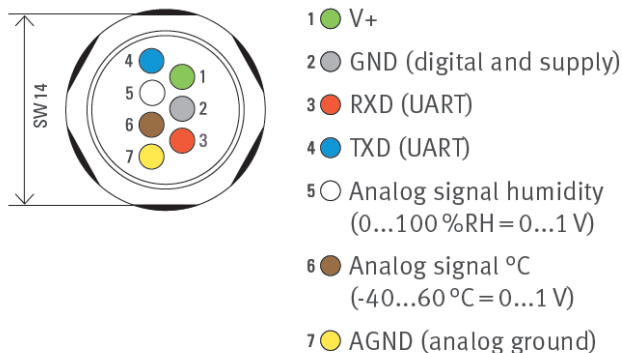 SW14
4
1
5
2
6
3
7
1 V+
2 GND (digital and supply)
3 RXD (UART)
4 TXD (UART)
5 Analog signal humidity
(0...100 %RH = 0...1 V)
6 Analog signal °C
(-40...60 °C = 0...1 V)
7 AGND (analog ground)